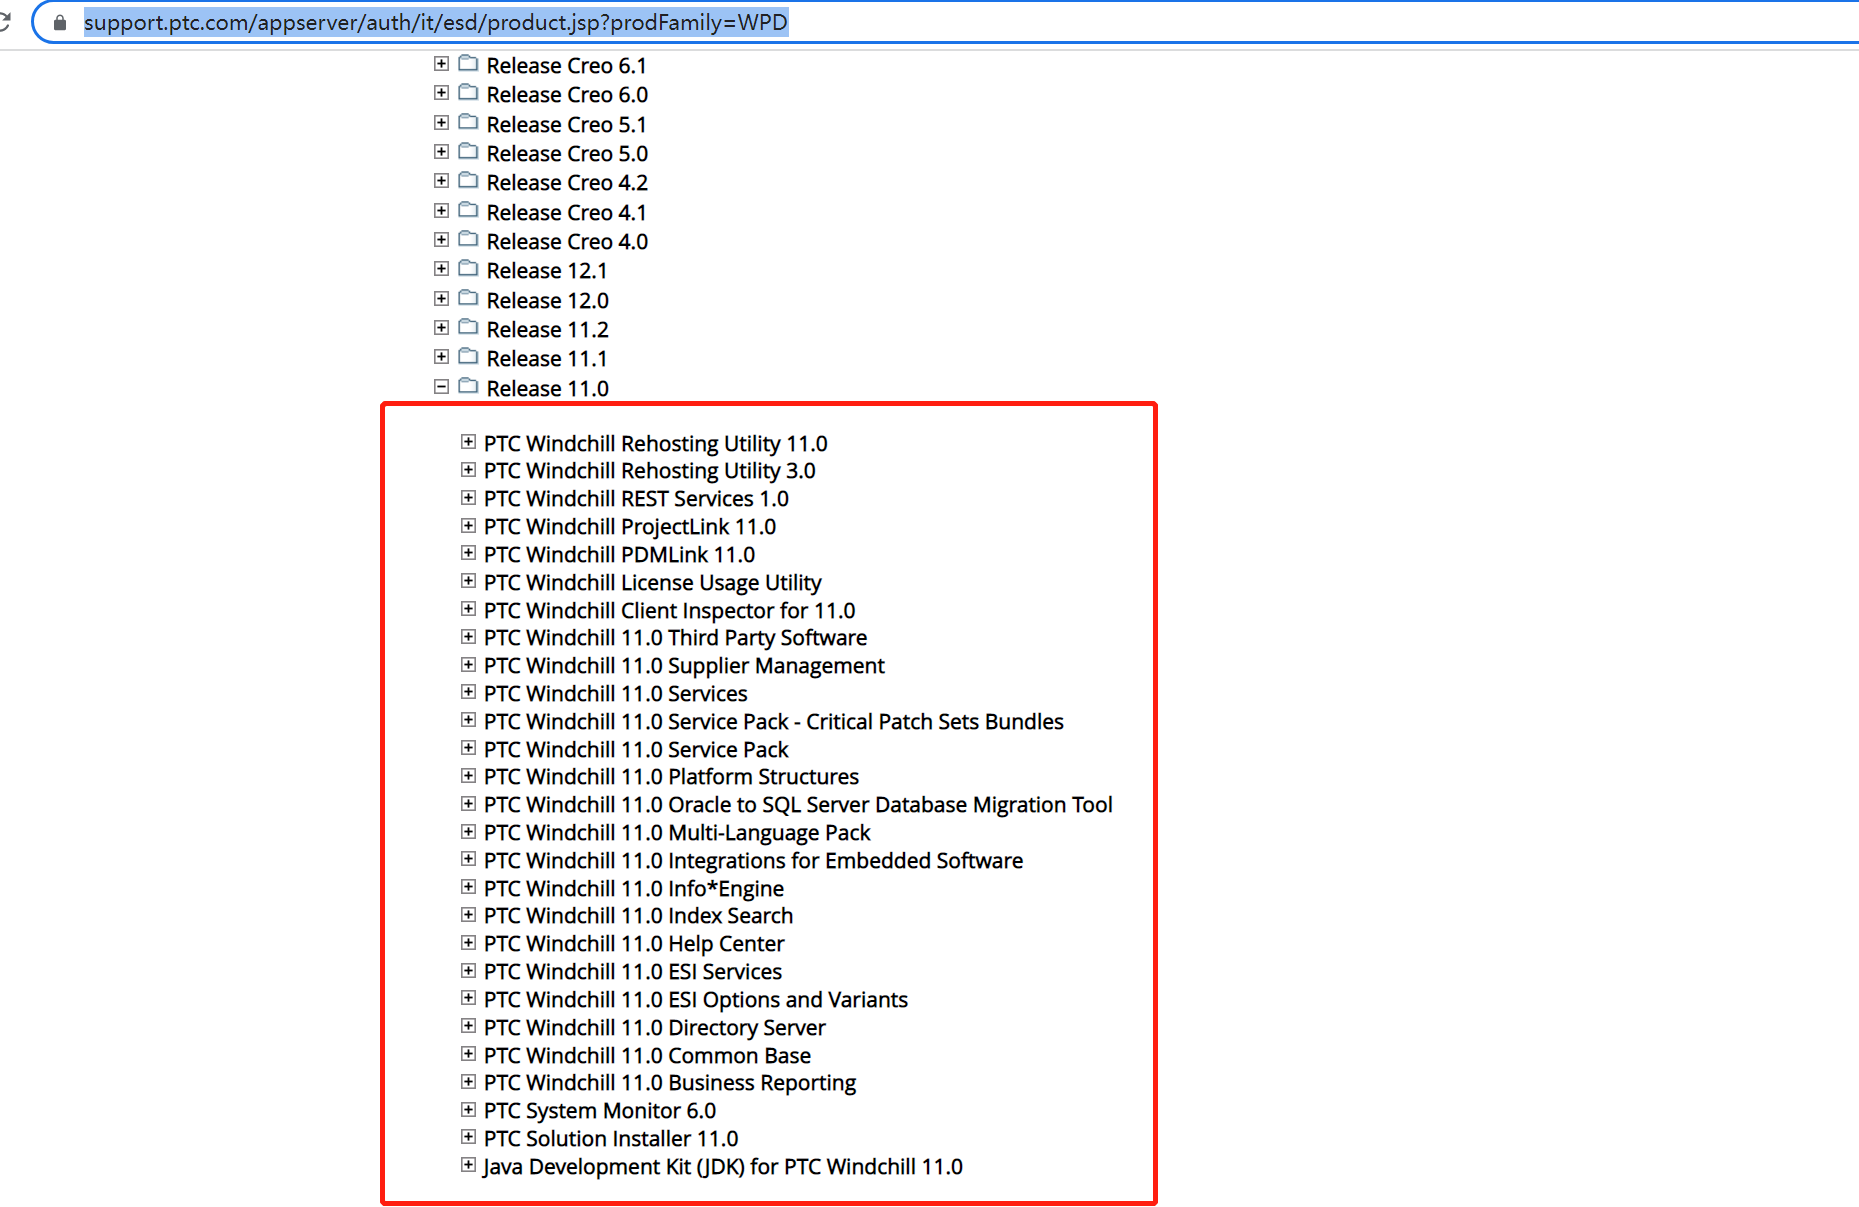 support.ptc.com/appserver/auth/it/esd/product.jsp?prodFamily=WPD
Release Creo 6.1
Release Creo 6.0
Release Creo 5.1
Release Creo 5.0
Release Creo 4.2
Release Creo 4.1
Release Creo 4.0
Release 12.1
Release 12.0
Release 11.2
Release 11.1
Release 11.0
PTC Windchill Rehosting Utility 11.0
PTC Windchill Rehosting Utility 3.0
PTC Windchill REST Services 1.0
PTC Windchill ProjectLink 11.0
PTC Windchill PDMLink 11.0
PTC Windchill License Usage Utility
PTC Windchill Client Inspector for 11.0
PTC Windchill 11.0 Third Party Software
PTC Windchill 11.0 Supplier Management
PTC Windchill 11.0 Services
PTC Windchill 11.0 Service Pack - Critical Patch Sets Bundles
PTC Windchill 11.0 Service Pack
PTC Windchill 11.0 Platform Structures
PTC Windchill 11.0 Oracle to SQL Server Database Migration Tool
PTC Windchill 11.0 Multi-Language Pack
PTC Windchill 11.0 Integrations for Embedded Software
PTC Windchill 11.0 Info*Engine
PTC Windchill 11.0 Index Search
PTC Windchill 11.0 Help Center
PTC Windchill 11.0 ESI Services
PTC Windchill 11.0 ESI Options and Variants
PTC Windchill 11.0 Directory Server
PTC Windchill 11.0 Common Base
PTC Windchill 11.0 Business Reporting
PTC System Monitor 6.0
PTC Solution Installer 11.0
Java Development Kit (JDK) for PTC Windchill 11.0